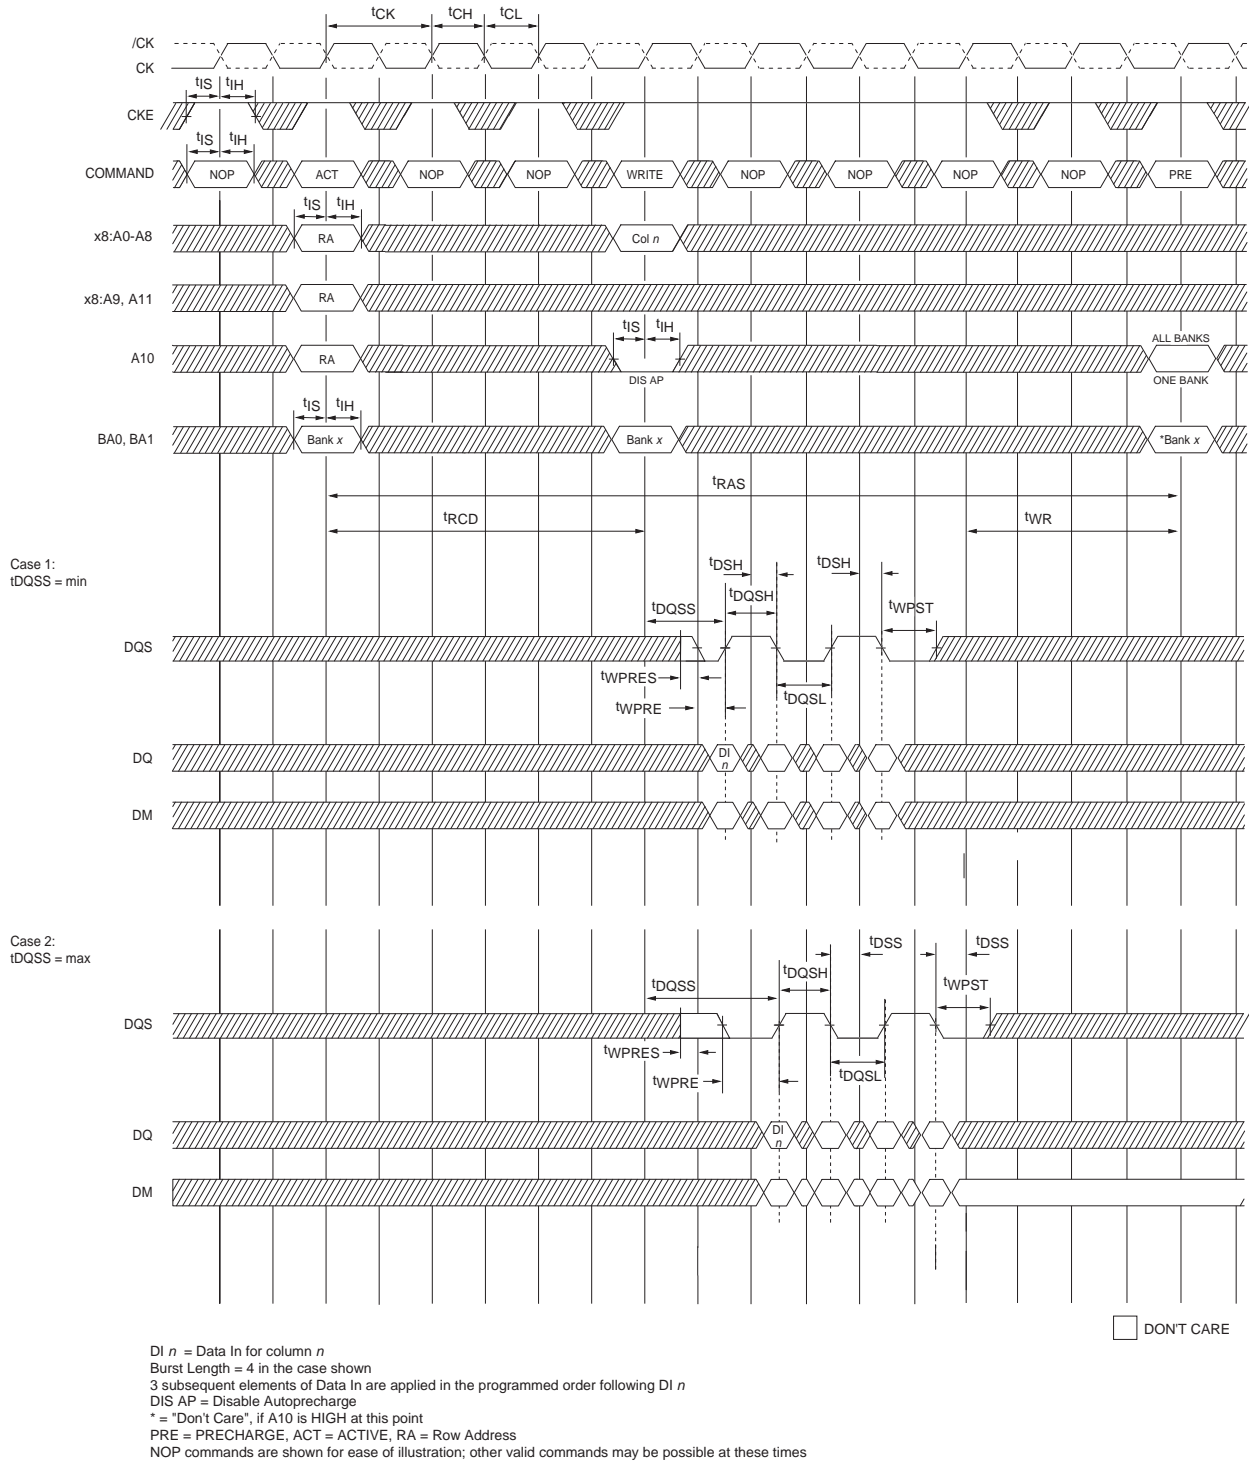 tCK tCH tCL
/CK
CK
tIS tIH
CKE
tIS tIH
COMMAND NOP ACT NOP NOP WRITE NOP NOP NOP NOP PRE
tIS tIH
x8:A0-A8 RA Col n
x8:A9, A11 RA
tIS tIH ALL BANKS
A10 RA
DIS AP ONE BANK
tIS tIH
BA0, BA1 Bank x Bank x *Bank x
tRAS
tRCD tWR
Case 1:
tDQSS = min
tDSH tDSH
tDQSS tDQSH tWPST
DQS
tWPRES
tDQSL
tWPRE
DQ DI
n
DM
Case 2:
tDQSS = max
tDSS tDSS
tDQSS tDQSH tWPST
DQS
tWPRES
tWPRE tDQSL
DQ DI
n
DM
DON'T CARE
DI n = Data In for column n
Burst Length = 4 in the case shown
3 subsequent elements of Data In are applied in the programmed order following DI n
DIS AP = Disable Autoprecharge
* = "Don't Care", if A10 is HIGH at this point
PRE = PRECHARGE, ACT = ACTIVE, RA = Row Address
NOP commands are shown for ease of illustration; other valid commands may be possible at these times